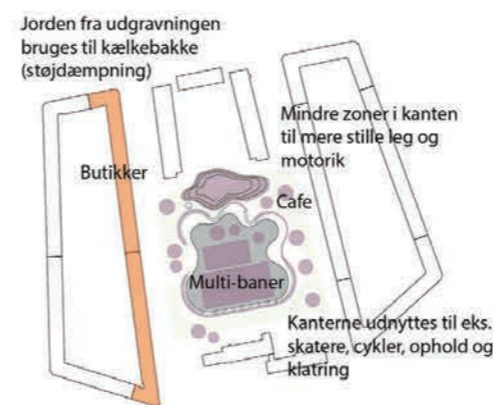 Jorden fra udgravningen
bruges til kælkebakke
(støjdæmpning)
Mindre zoner i kanten
til mere stille leg og
motorik
Butikker
Cafe
Multi-baner
Kanterne udnyttes til eks.
skatere, cykler, ophold og
klatring